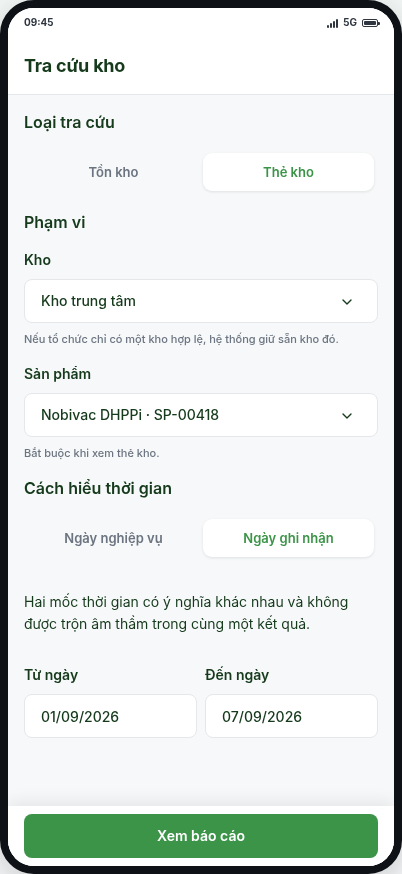 09:45
5G
Tra cứu kho
Loại tra cứu
Tồn kho
Thẻ kho
Phạm vi
Kho
Kho trung tâm
Nếu tổ chức chỉ có một kho hợp lệ, hệ thống giữ sẵn kho đó.
Sản phẩm
Nobivac DHPPi · SP-00418
Bắt buộc khi xem thẻ kho.
Cách hiểu thời gian
Ngày nghiệp vụ
Ngày ghi nhận
Hai mốc thời gian có ý nghĩa khác nhau và không
được trộn âm thầm trong cùng một kết quả.
Từ ngày
Đến ngày
01/09/2026
07/09/2026
Xem báo cáo